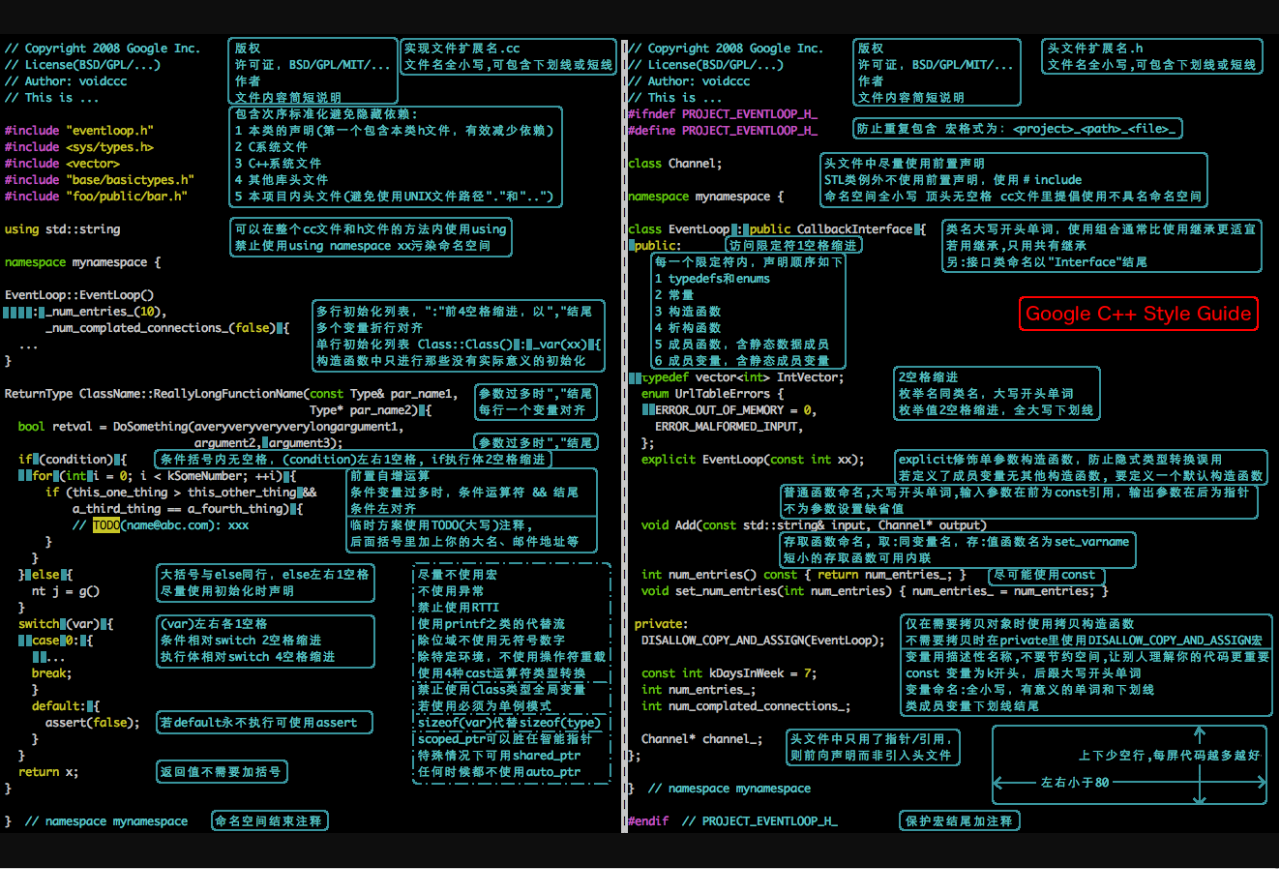 // Copyright 2008 Google Inc.
// License(BSD/GPL/...)
// Author: voidccc
// This is ...
版权
许可证，BSD/GPL/MIT/...
作者
文件内容简短说明
实现文件扩展名.cc
文件名全小写,可包含下划线或短线
#include "eventloop.h"
#include <sys/types.h>
#include <vector>
#include "base/basictypes.h"
#include "foo/public/bar.h"
包含次序标准化避免隐藏依赖:
1 本类的声明(第一个包含本类h文件，有效减少依赖)
2 C系统文件
3 C++系统文件
4 其他库头文件
5 本项目内头文件(避免使用UNIX文件路径"."和"..")
using std::string
可以在整个cc文件和h文件的方法内使用using
禁止使用using namespace xx污染命名空间
namespace mynamespace {
EventLoop::EventLoop()
: _num_entries_(10),
_num_complated_connections_(false) {
...
}
多行初始化列表，":"前4空格缩进，以","结尾
多个变量折行对齐
单行初始化列表 Class::Class() : _var(xx) {
构造函数中只进行那些没有实际意义的初始化
ReturnType ClassName::ReallyLongFunctionName(const Type& par_name1,
Type* par_name2) {
参数过多时","结尾
每行一个变量对齐
bool retval = DoSomething(averyveryveryverylongargument1,
argument2, argument3);
参数过多时","结尾
if (condition) {
条件括号内无空格，(condition)左右1空格，if执行体2空格缩进
for (int i = 0; i < kSomeNumber; ++i) {
if (this_one_thing > this_other_thing &&
a_third_thing == a_fourth_thing) {
// TODO(name@abc.com): xxx
}
}
前置自增运算
条件变量过多时，条件运算符 && 结尾
条件左对齐
临时方案使用TODO(大写)注释，
后面括号里加上你的大名、邮件地址等
} else {
nt j = g()
}
大括号与else同行，else左右1空格
尽量使用初始化时声明
switch (var) {
case 0: {
...
break;
}
default: {
assert(false);
}
}
return x;
}
(var)左右各1空格
条件相对switch 2空格缩进
执行体相对switch 4空格缩进
若default永不执行可使用assert
返回值不需要加括号
尽量不使用宏
不使用异常
禁止使用RTTI
使用printf之类的代替流
除位域不使用无符号数字
除特定环境，不使用操作符重载
使用4种cast运算符类型转换
禁止使用Class类型全局变量
若使用必须为单例模式
sizeof(var)代替sizeof(type)
scoped_ptr可以胜任智能指针
特殊情况下可用shared_ptr
任何时候都不使用auto_ptr
} // namespace mynamespace
命名空间结束注释
// Copyright 2008 Google Inc.
// License(BSD/GPL/...)
// Author: voidccc
// This is ...
版权
许可证，BSD/GPL/MIT/...
作者
文件内容简短说明
头文件扩展名.h
文件名全小写,可包含下划线或短线
#ifndef PROJECT_EVENTLOOP_H_
#define PROJECT_EVENTLOOP_H_
防止重复包含 宏格式为: <project>_<path>_<file>_
class Channel;
namespace mynamespace {
头文件中尽量使用前置声明
STL类例外不使用前置声明，使用＃include
命名空间全小写 顶头无空格 cc文件里提倡使用不具名命名空间
class EventLoop : public CallbackInterface {
public:
访问限定符1空格缩进
类名大写开头单词，使用组合通常比使用继承更适宜
若用继承,只用共有继承
另:接口类命名以"Interface"结尾
每一个限定符内，声明顺序如下
1 typedefs和enums
2 常量
3 构造函数
4 折构函数
5 成员函数，含静态数据成员
6 成员变量，含静态成员变量
Google C++ Style Guide
typedef vector<int> IntVector;
enum UrlTableErrors {
ERROR_OUT_OF_MEMORY = 0,
ERROR_MALFORMED_INPUT,
};
2空格缩进
枚举名同类名，大写开头单词
枚举值2空格缩进，全大写下划线
explicit EventLoop(const int xx);
explicit修饰单参数构造函数，防止隐式类型转换误用
若定义了成员变量无其他构造函数，要定义一个默认构造函数
普通函数命名,大写开头单词,输入参数在前为const引用，输出参数在后为指针
不为参数设置缺省值
void Add(const std::string& input, Channel* output)
存取函数命名，取:同变量名，存:值函数名为set_varname
短小的存取函数可用内联
int num_entries() const { return num_entries_; }
尽可能使用const
void set_num_entries(int num_entries) { num_entries_ = num_entries; }
private:
DISALLOW_COPY_AND_ASSIGN(EventLoop);
仅在需要拷贝对象时使用拷贝构造函数
不需要拷贝时在private里使用DISALLOW_COPY_AND_ASSIGN宏
const int kDaysInWeek = 7;
int num_entries_;
int num_complated_connections_;
变量用描述性名称,不要节约空间,让别人理解你的代码更重要
const 变量为k开头，后跟大写开头单词
变量命名:全小写，有意义的单词和下划线
类成员变量下划线结尾
Channel* channel_;
};
头文件中只用了指针/引用，
则前向声明而非引入头文件
上下少空行,每屏代码越多越好
左右小于80
} // namespace mynamespace
#endif // PROJECT_EVENTLOOP_H_
保护宏结尾加注释